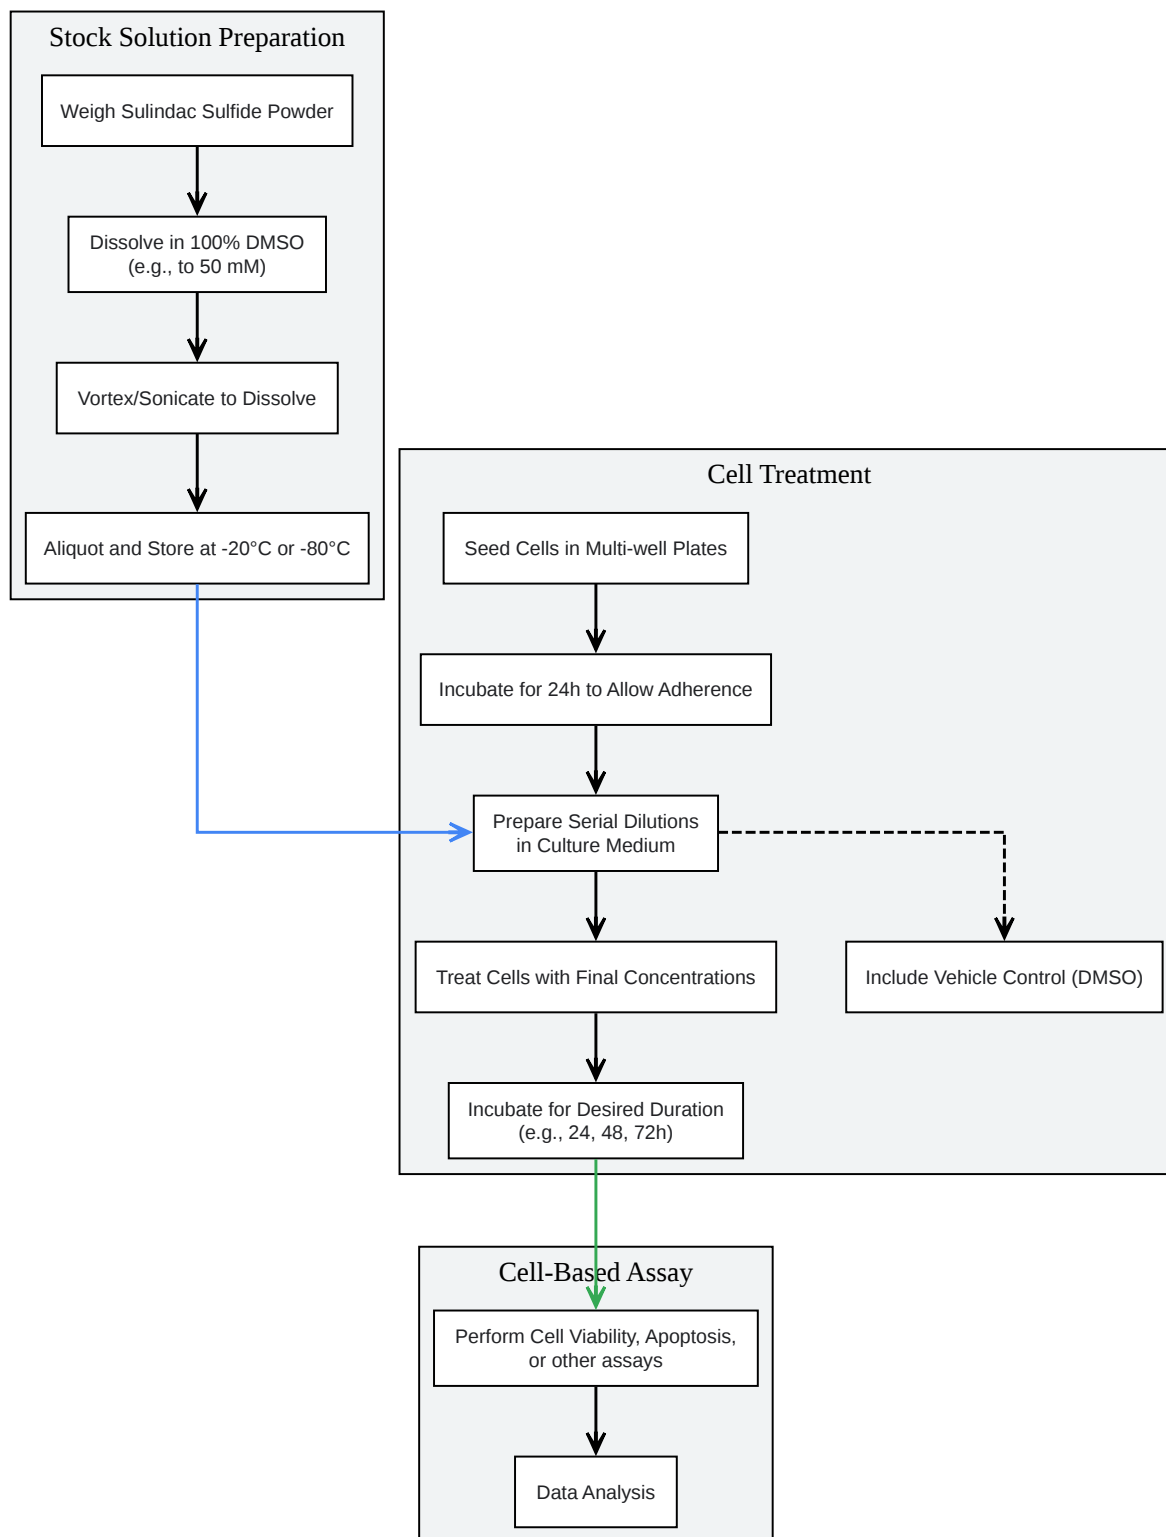 Stock Solution Preparation
Weigh Sulindac Sulfide Powder
Dissolve in 100% DMSO
(e.g., to 50 mM)
Vortex/Sonicate to Dissolve
Aliquot and Store at -20°C or -80°C
Cell Treatment
Seed Cells in Multi-well Plates
Incubate for 24h to Allow Adherence
Prepare Serial Dilutions
in Culture Medium
Treat Cells with Final Concentrations
Include Vehicle Control (DMSO)
Incubate for Desired Duration
(e.g., 24, 48, 72h)
Cell-Based Assay
Perform Cell Viability, Apoptosis,
or other assays
Data Analysis